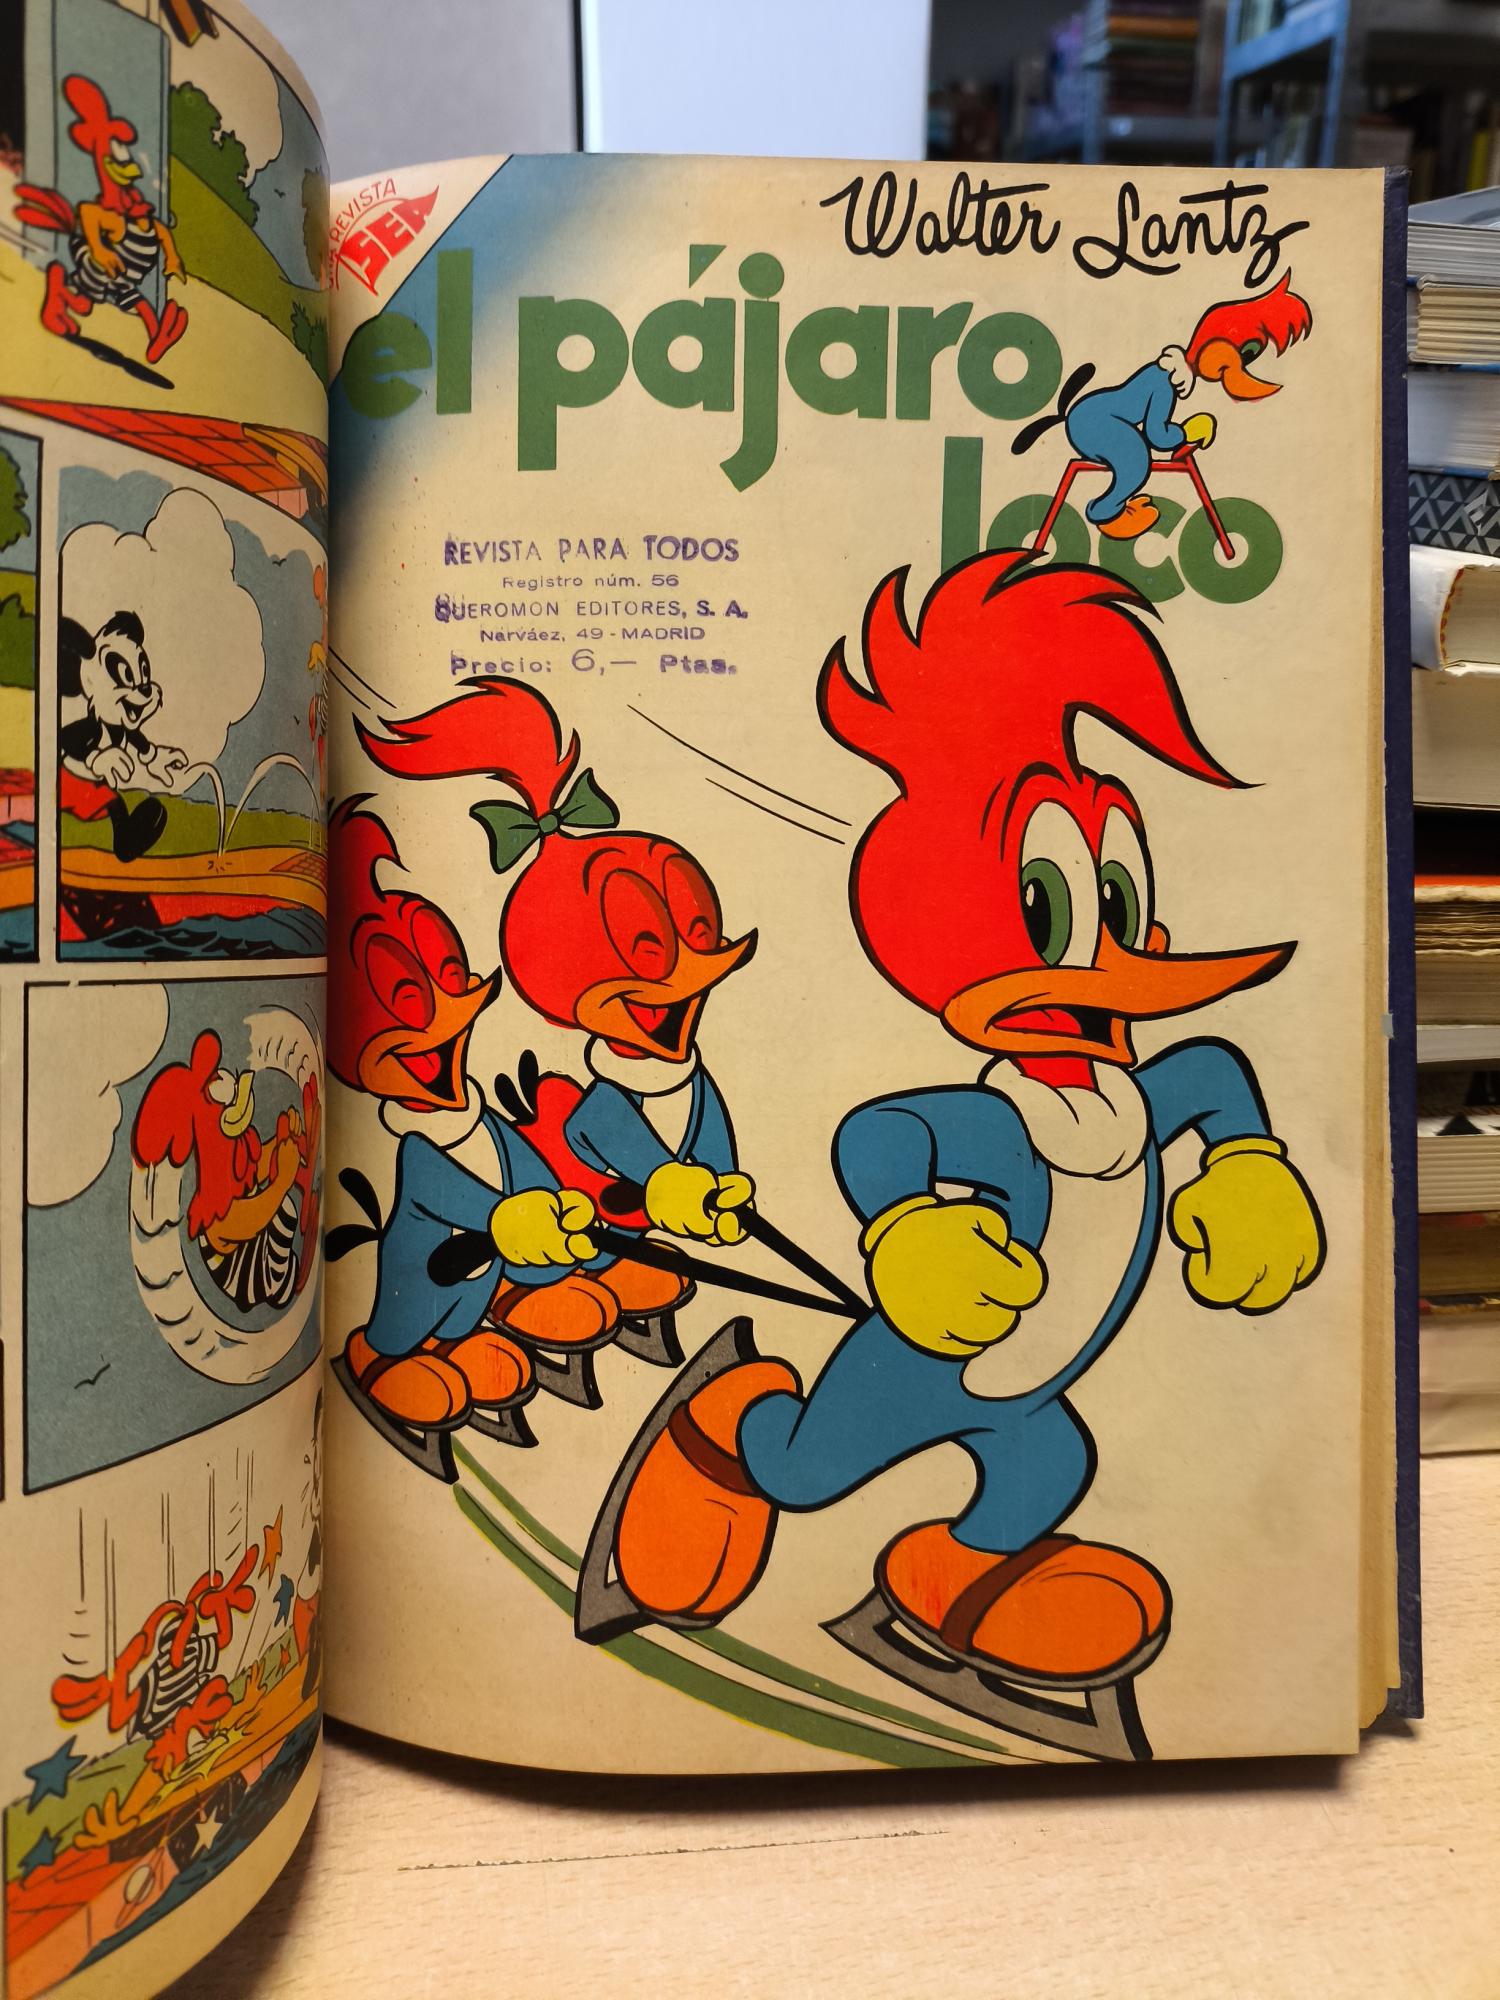 UNA REVISTA
SEA
Walter Lantz
el pájaro
loco
REVISTA PARA TODOS
Registro núm. 56
QUEROMON EDITORES, S. A.
Narváez, 49 - MADRID
Precio: 6,— Ptas.